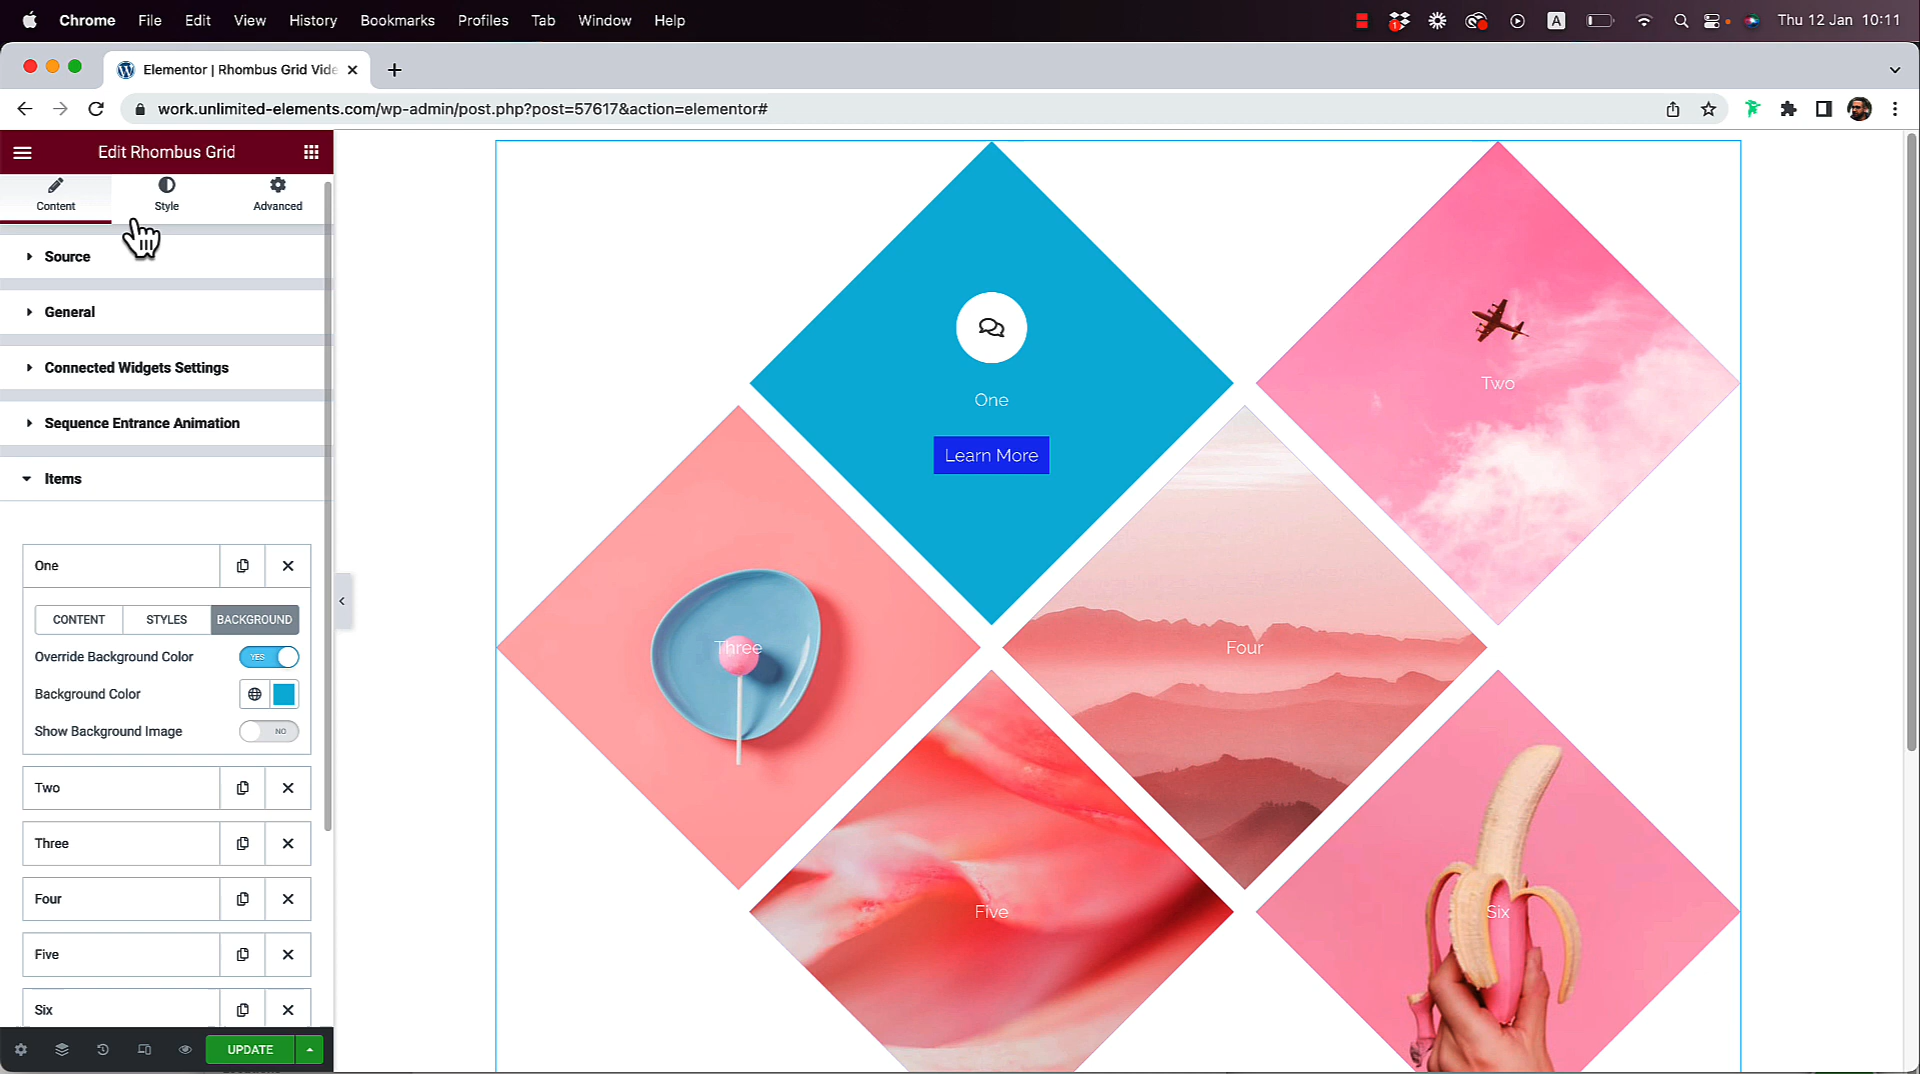 Chrome File Edit View History Bookmarks Profiles Tab Window Help A Thu 12 Jan 10:11
Elementor | Rhombus Grid Vide
work.unlimited-elements.com/wp-admin/post.php?post=57617&action=elementor#
Edit Rhombus Grid
Content Style Advanced
Source
General
Connected Widgets Settings
Sequence Entrance Animation
Items
One
CONTENT STYLES BACKGROUND
Override Background Color YES
Background Color
Show Background Image NO
Two
Three
Four
Five
Six
UPDATE
One
Learn More
Two
Three
Four
Five
Six